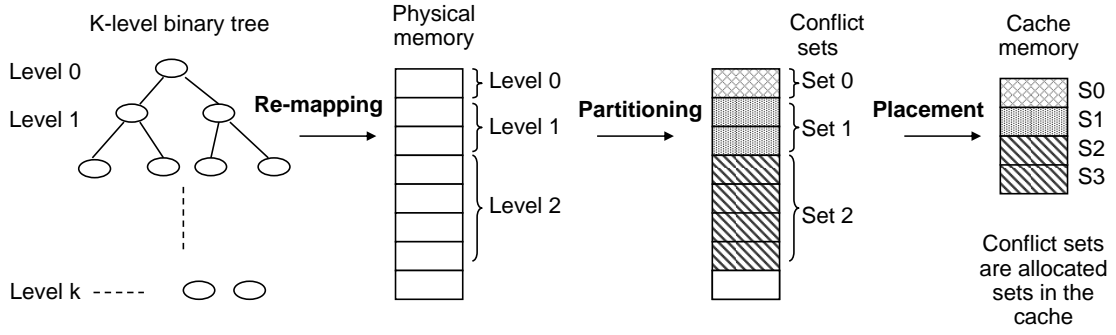 K-level binary tree
Level 0
Level 1
Level k
Re-mapping
Physical
memory
Level 0
Level 1
Level 2
Partitioning
Conflict
sets
Set 0
Set 1
Set 2
Placement
Cache
memory
S0
S1
S2
S3
Conflict sets
are allocated
sets in the
cache